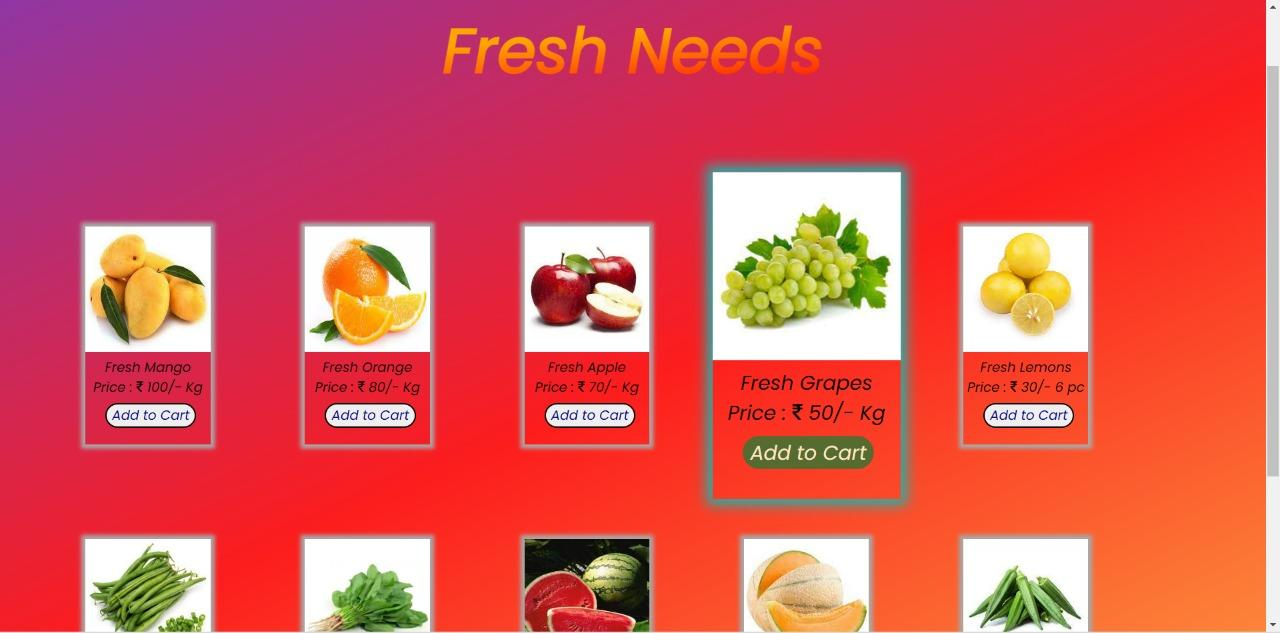 Fresh Needs
Fresh Mango
Price : ₹ 100/- Kg
Add to Cart
Fresh Orange
Price : ₹ 80/- Kg
Add to Cart
Fresh Apple
Price : ₹ 70/- Kg
Add to Cart
Fresh Grapes
Price : ₹ 50/- Kg
Add to Cart
Fresh Lemons
Price : ₹ 30/- 6 pc
Add to Cart